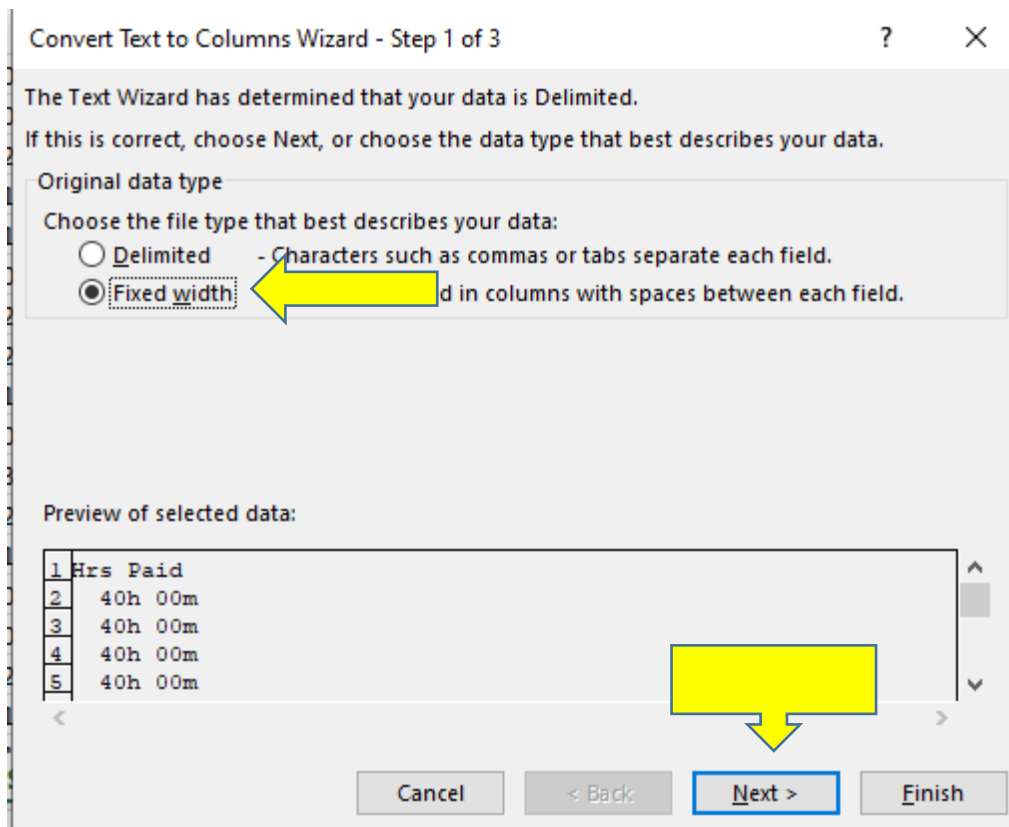 Convert Text to Columns Wizard - Step 1 of 3 ?
The Text Wizard has determined that your data is Delimited.
If this is correct, choose Next, or choose the data type that best describes your data.
Original data type
Choose the file type that best describes your data:
Delimited - Characters such as commas or tabs separate each field.
Fixed width d in columns with spaces between each field.
Preview of selected data:
1 Hrs Paid
2 40h 00m
3 40h 00m
4 40h 00m
5 40h 00m
Cancel < Back Next > Finish